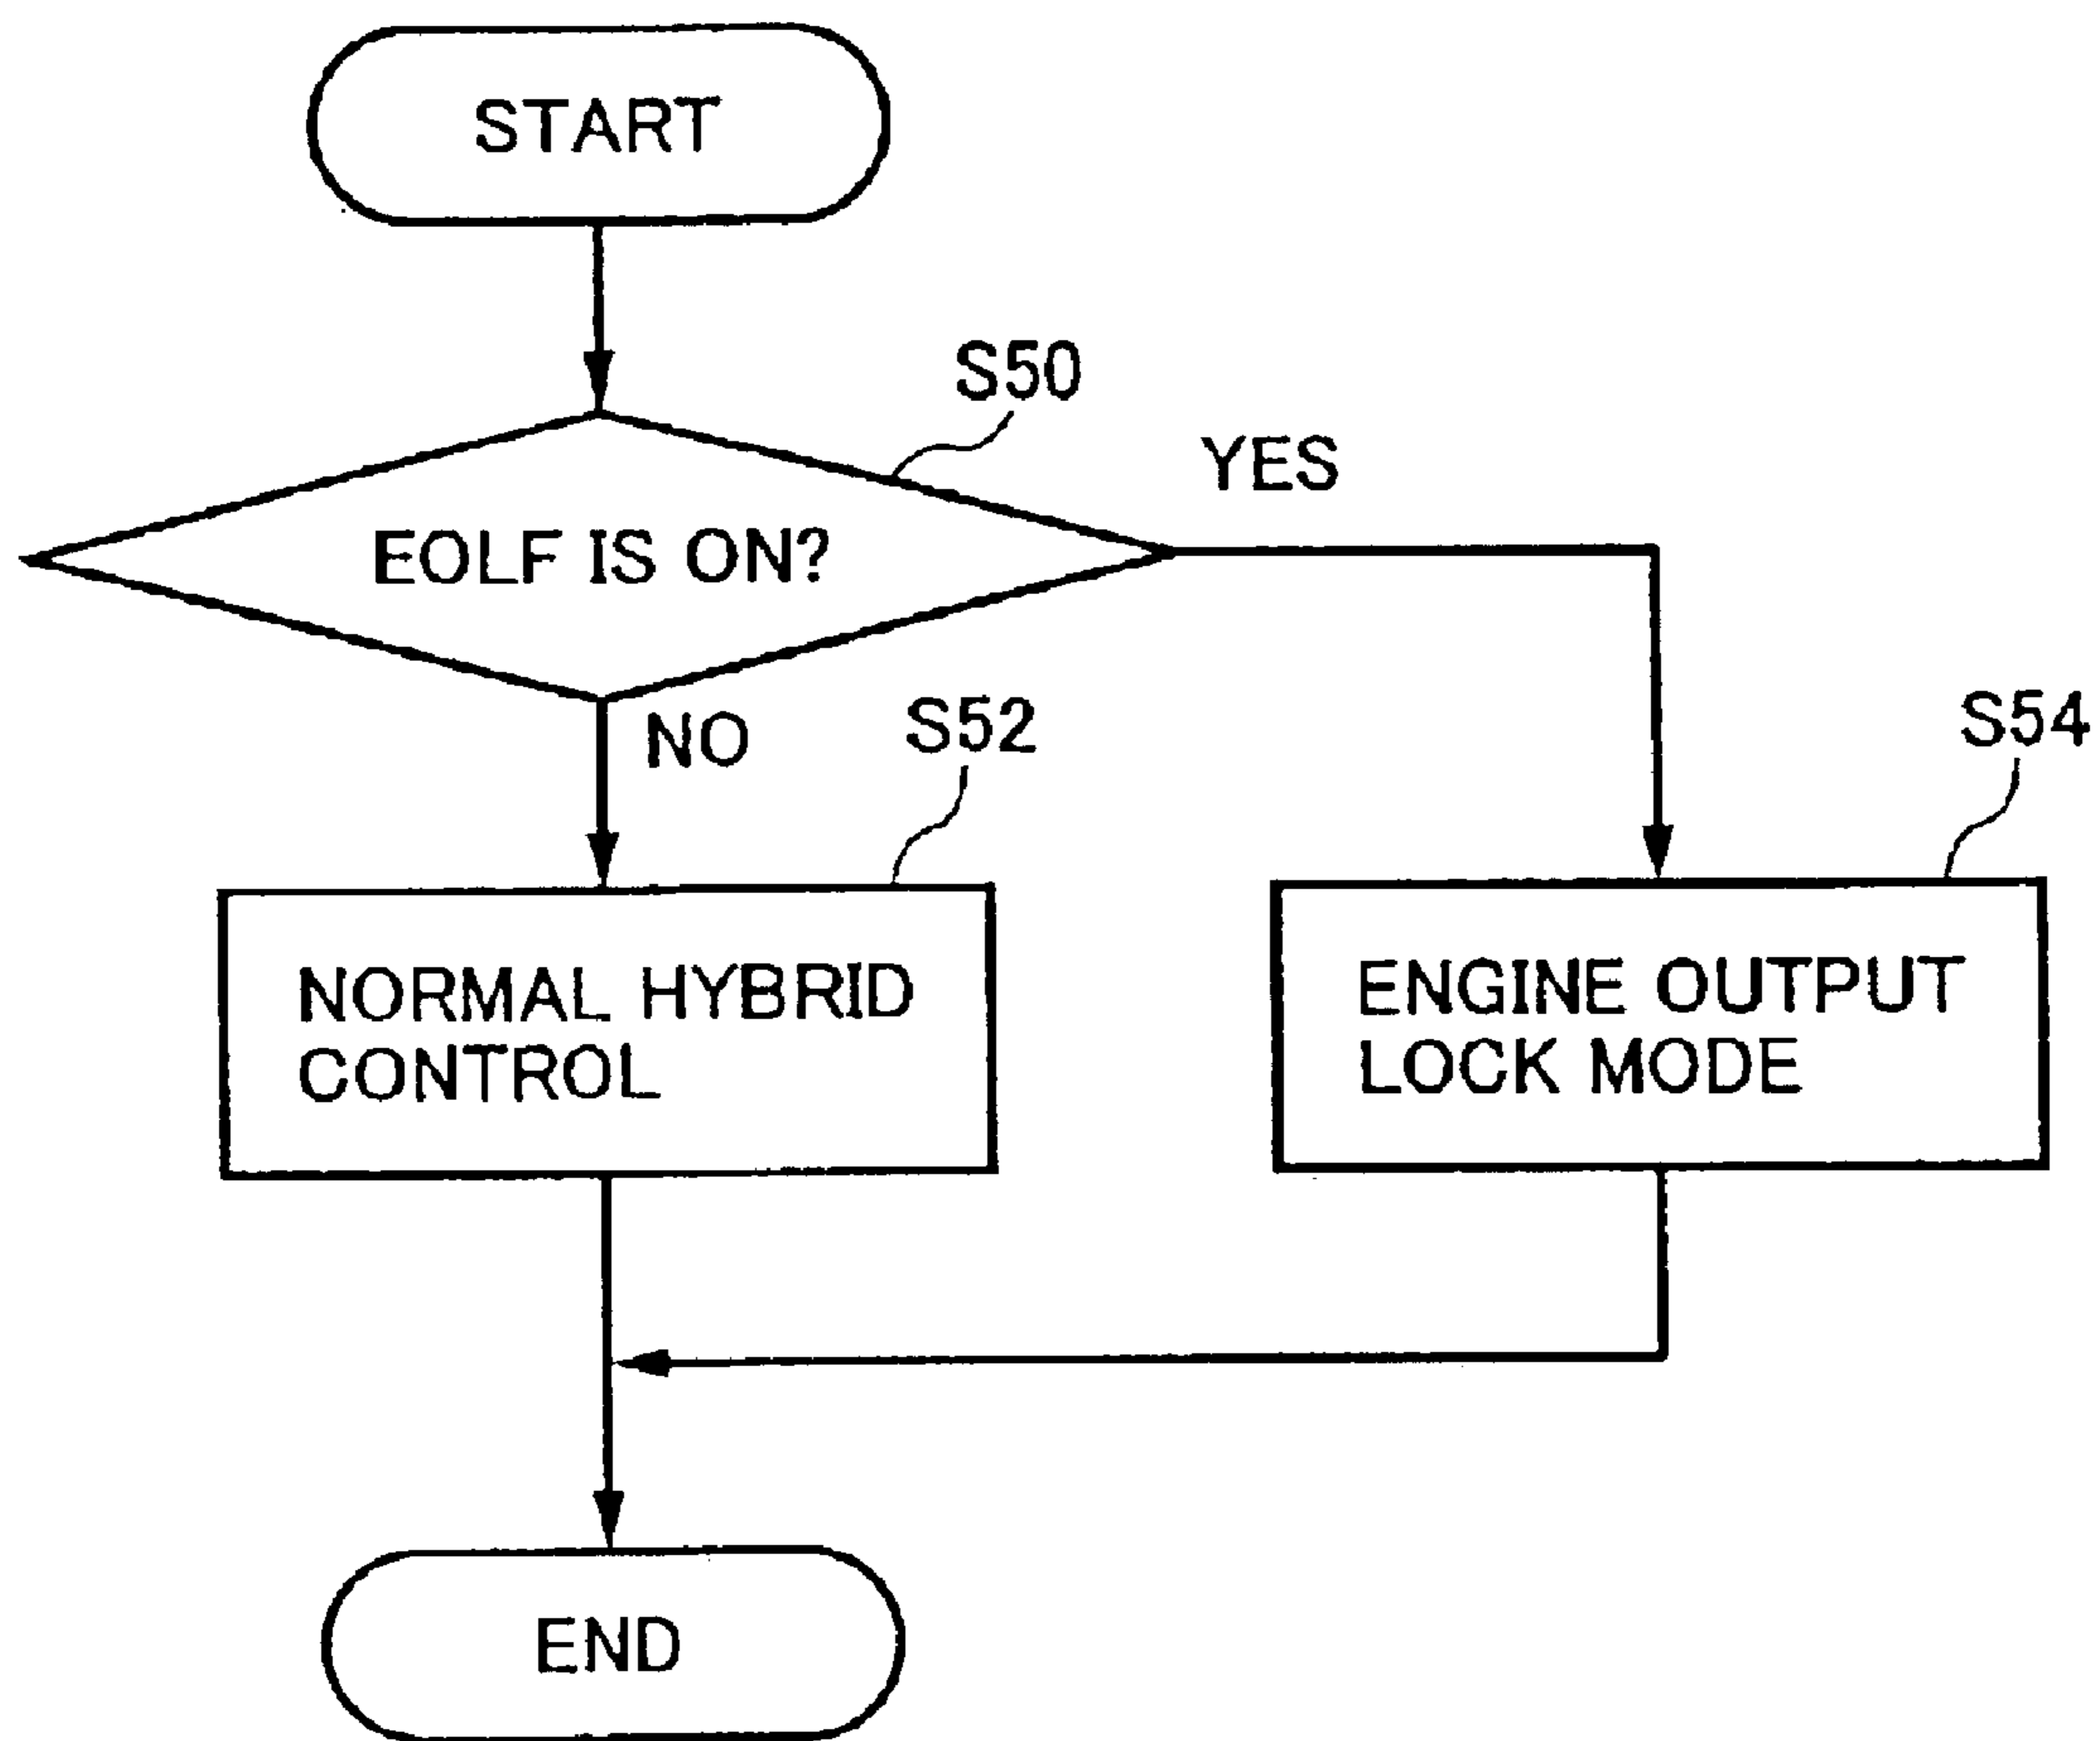 START
S50
YES
EOLF IS ON?
NO
S52
S54
NORMAL HYBRID
CONTROL
ENGINE OUTPUT
LOCK MODE
END